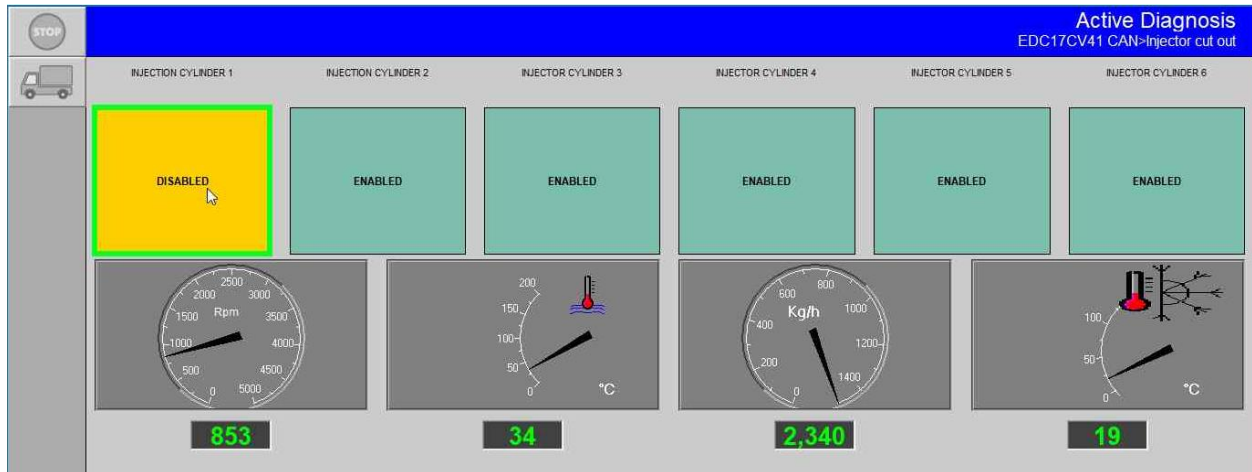 STOP
Active Diagnosis
EDC17CV41 CAN>Injector cut out
INJECTION CYLINDER 1 INJECTION CYLINDER 2 INJECTOR CYLINDER 3 INJECTOR CYLINDER 4 INJECTOR CYLINDER 5 INJECTOR CYLINDER 6
DISABLED ENABLED ENABLED ENABLED ENABLED ENABLED
Rpm
0
500
1000
1500
2000
2500
3000
3500
4000
4500
5000
0
50
100
150
200
°C
Kg/h
0
200
400
600
800
1000
1200
1400
0
50
100
°C
853 34 2,340 19